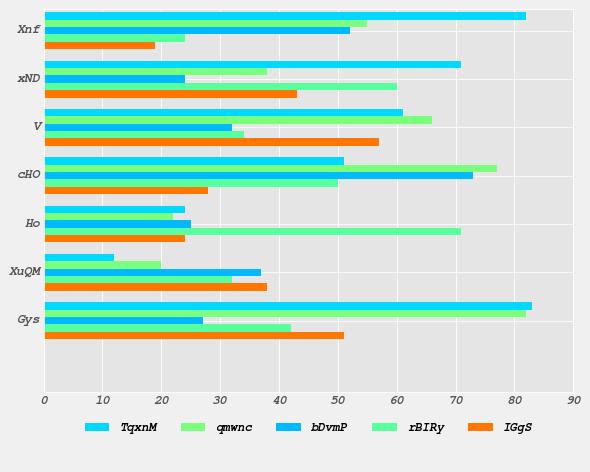 Xnf
xND
V
cHO
Ho
XuQM
Gys
0 10 20 30 40 50 60 70 80 90
TqxnM qmwnc bDvmP rBIRy IGgS